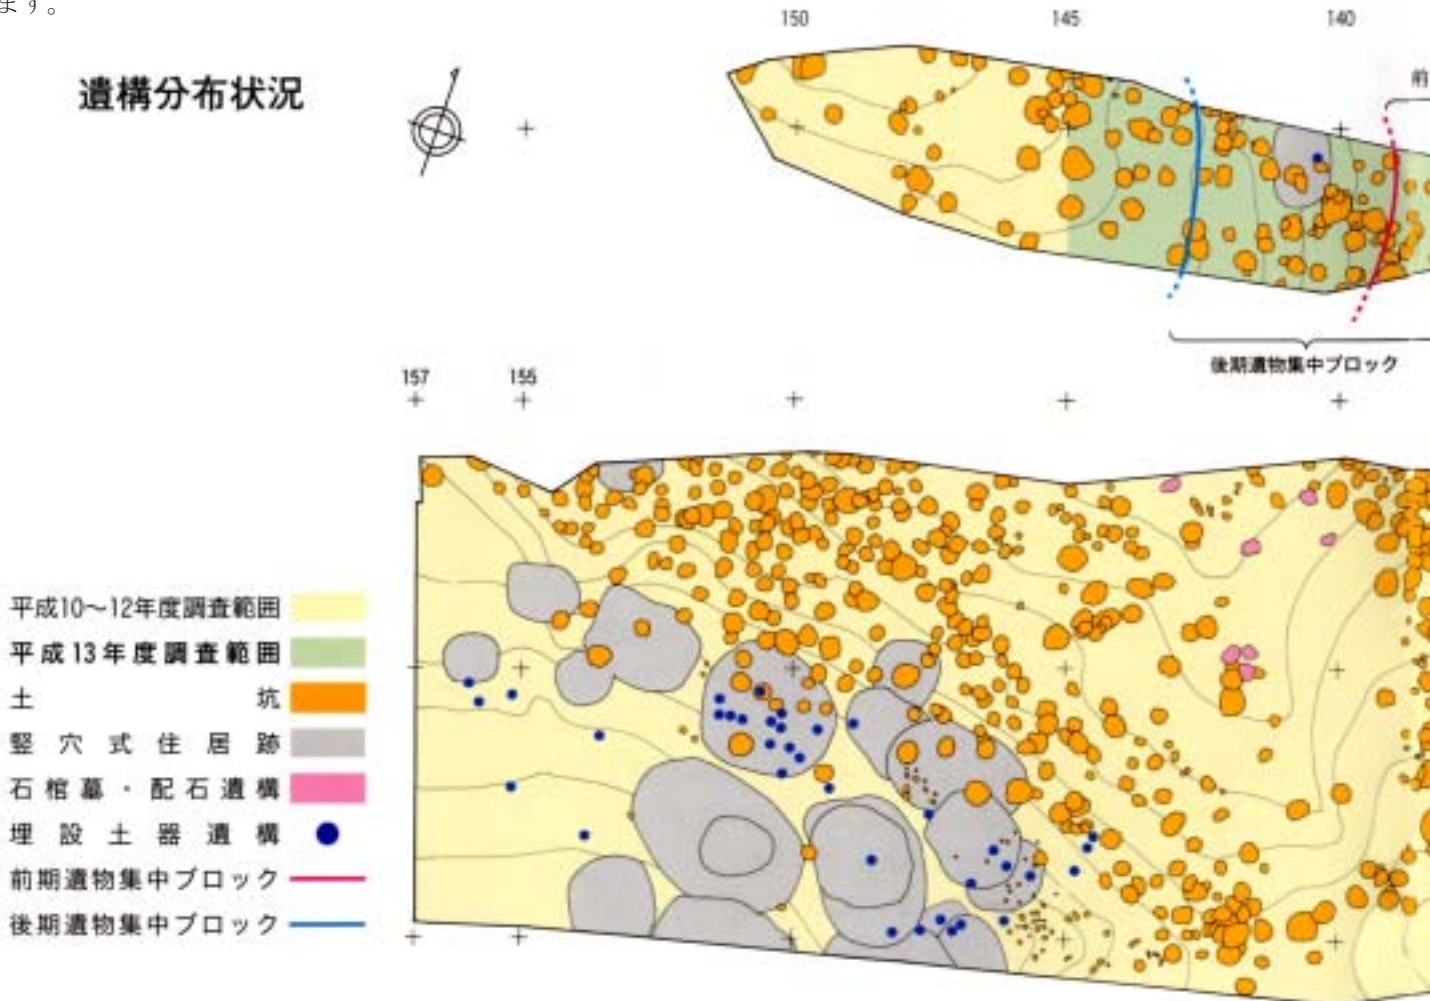 ます。
150 145 140
遺構分布状況
前
後期遺物集中ブロック
157 155
平成10〜12年度調査範囲
平成13年度調査範囲
土坑
竪穴式住居跡
石棺墓・配石遺構
埋設土器遺構
前期遺物集中ブロック
後期遺物集中ブロック